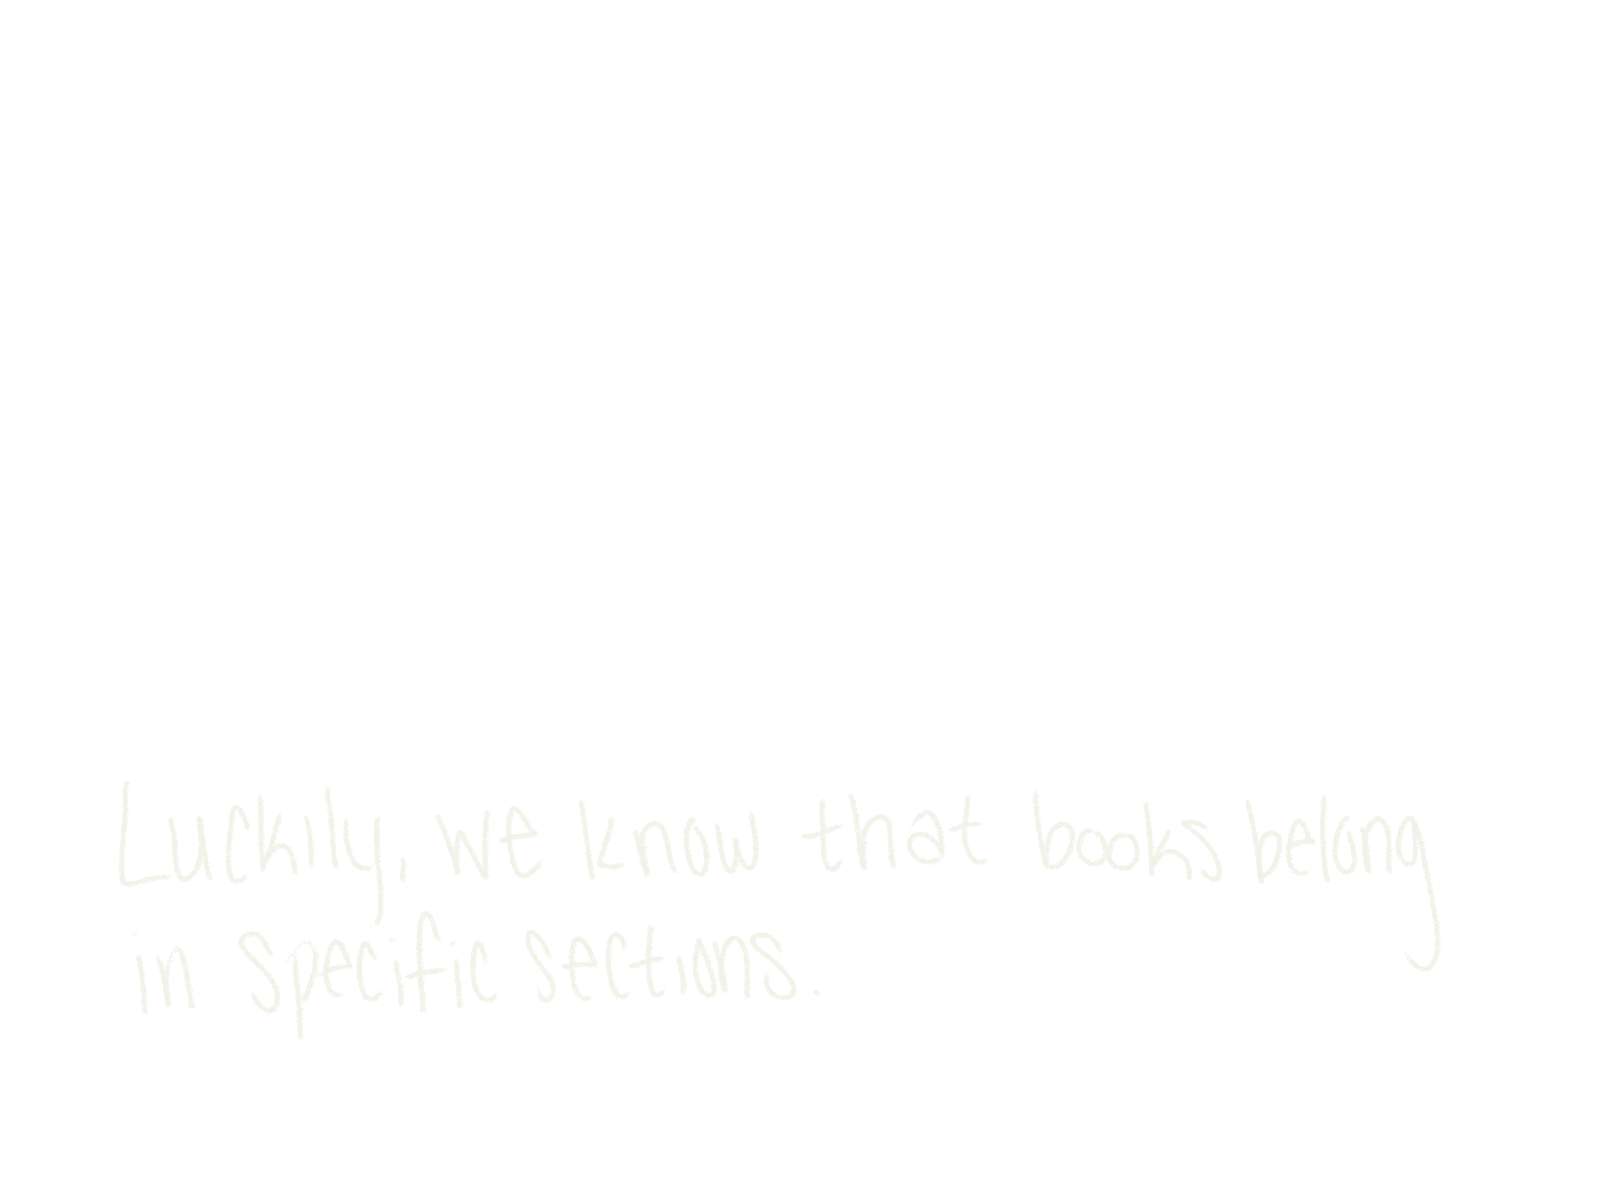 Luckily, we know that books belong
in specific sections.